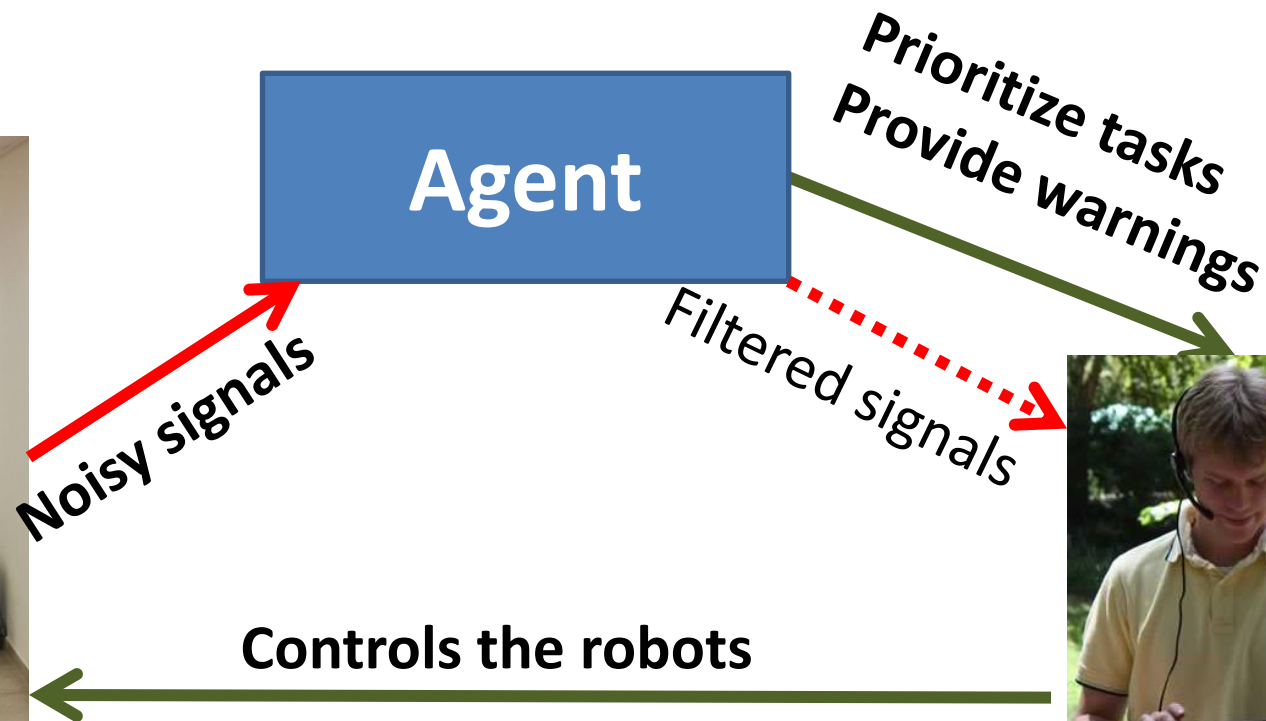 Agent
Prioritize tasks
Provide warnings
Noisy signals
Filtered signals
Controls the robots